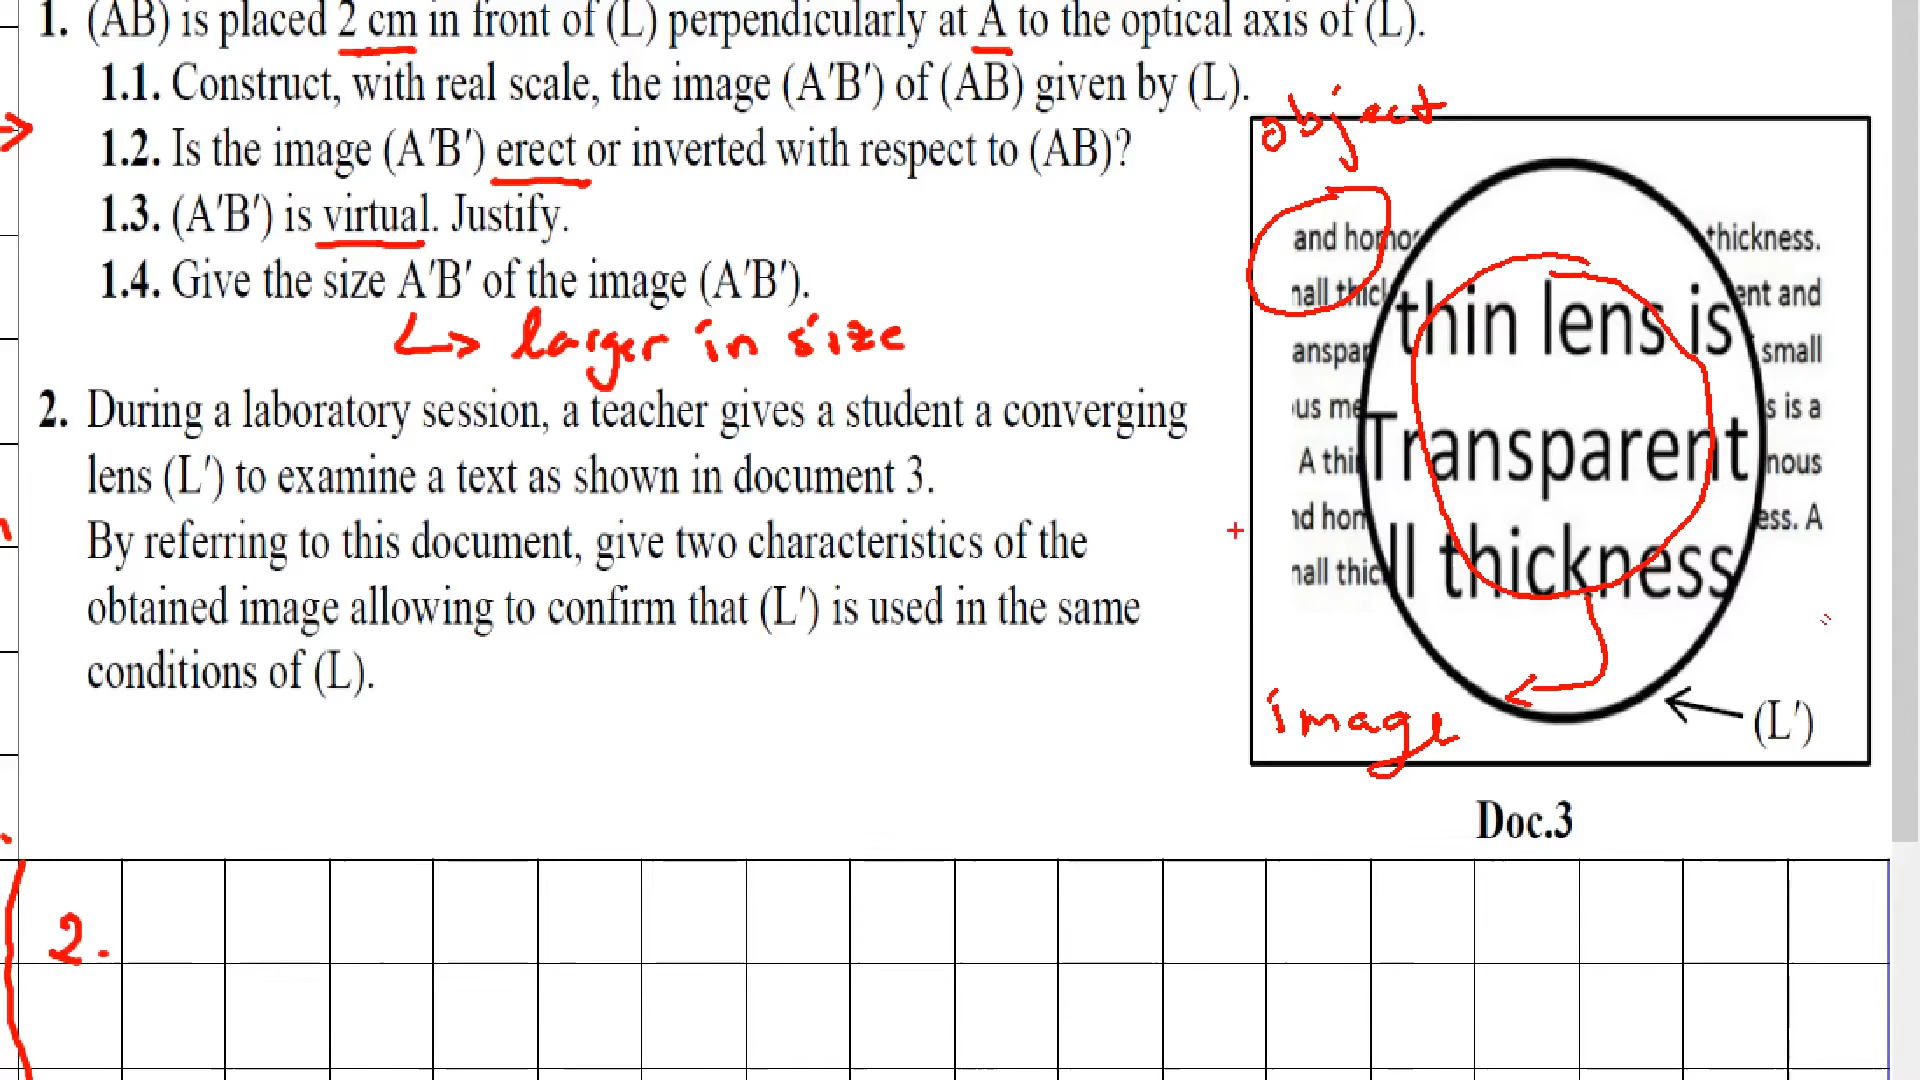 1. (AB) is placed 2 cm in front of (L) perpendicularly at A to the optical axis of (L).
1.1. Construct, with real scale, the image (A'B') of (AB) given by (L).
1.2. Is the image (A'B') erect or inverted with respect to (AB)?
1.3. (A'B') is virtual. Justify.
1.4. Give the size A'B' of the image (A'B').
↳ larger in size
2. During a laboratory session, a teacher gives a student a converging
lens (L') to examine a text as shown in document 3.
By referring to this document, give two characteristics of the
obtained image allowing to confirm that (L') is used in the same
conditions of (L).
object
and homo thickness.
nall thick ent and
thin lens is
anspar small
us me s is a
Transparent
A thin nous
nd hom ess. A
ll thickness
nall thic
image
(L')
Doc.3
2.